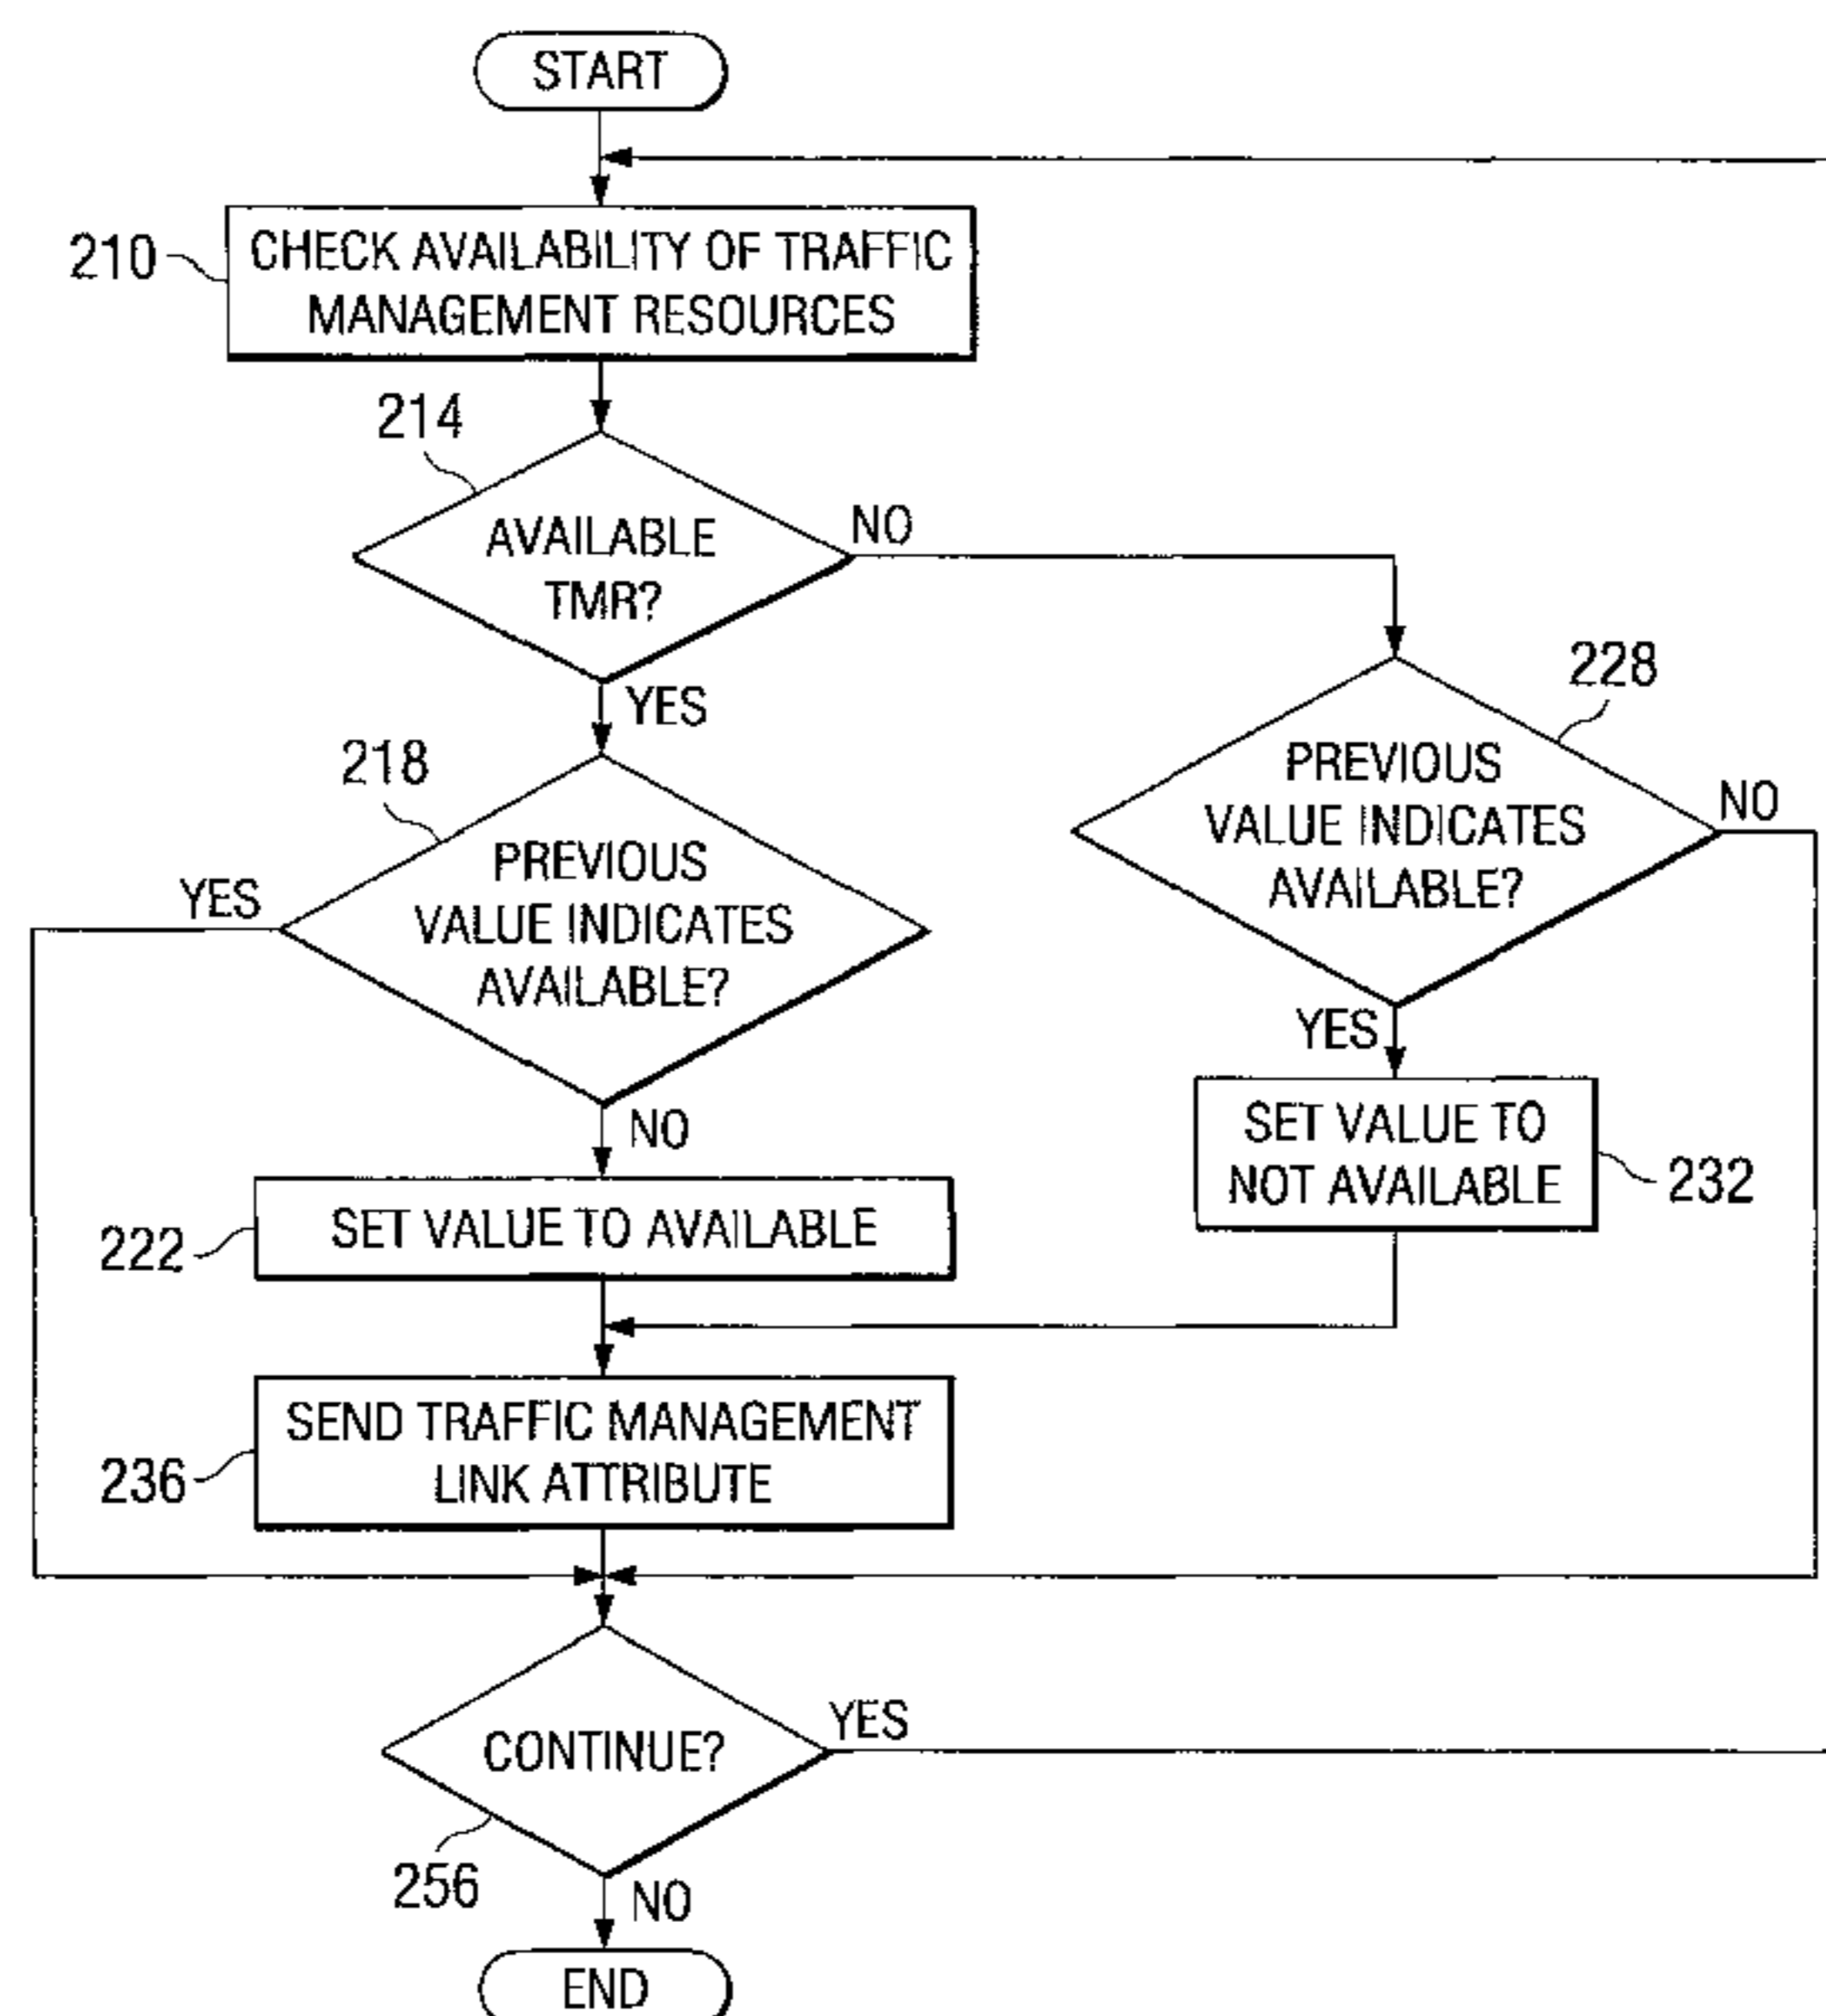 START
210
CHECK AVAILABILITY OF TRAFFIC
MANAGEMENT RESOURCES
214
AVAILABLE
TMR?
NO
YES
228
PREVIOUS
VALUE INDICATES
AVAILABLE?
NO
YES
218
PREVIOUS
VALUE INDICATES
AVAILABLE?
YES
NO
SET VALUE TO
NOT AVAILABLE
232
222
SET VALUE TO AVAILABLE
236
SEND TRAFFIC MANAGEMENT
LINK ATTRIBUTE
CONTINUE?
YES
256
NO
END